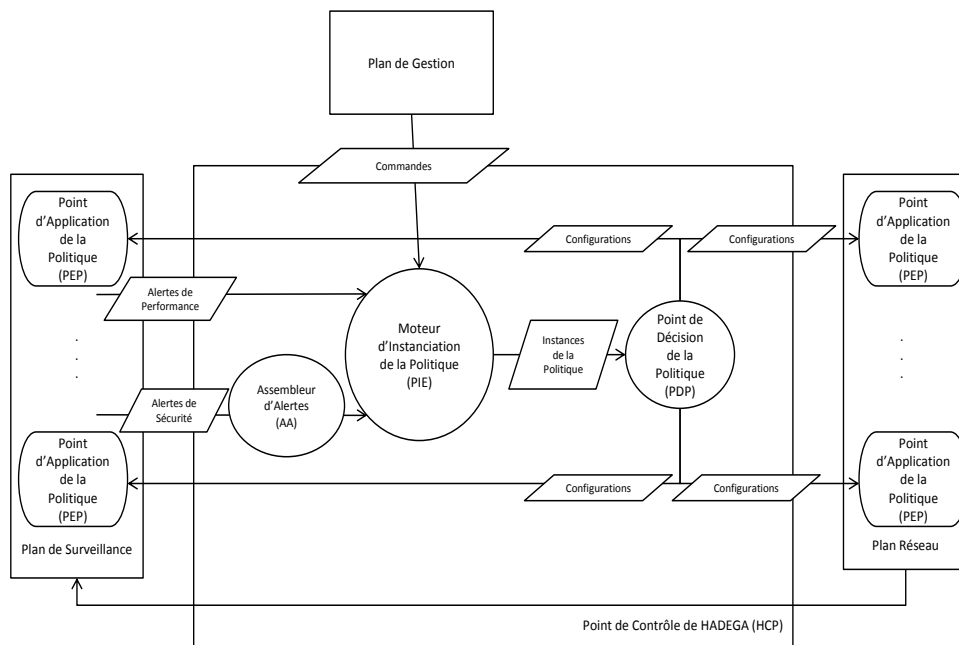 Plan de Gestion
Commandes
Point
d'Application
de la
Politique
(PEP)
Configurations
Configurations
Point
d'Application
de la
Politique
(PEP)
Alertes de
Performance
Moteur
d'Instanciation
de la Politique
(PIE)
Instances
de la
Politique
Point de
Décision
de la
Politique
(PDP)
Alertes de
Sécurité
Assembleur
d'Alertes
(AA)
Point
d'Application
de la
Politique
(PEP)
Configurations
Configurations
Point
d'Application
de la
Politique
(PEP)
Plan de Surveillance
Plan Réseau
Point de Contrôle de HADEGA (HCP)